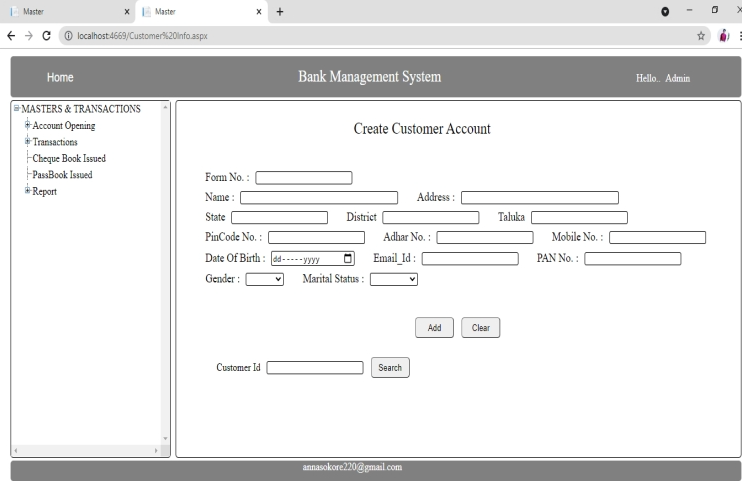 Master
Master
localhost:4669/Customer%20Info.aspx
Home
Bank Management System
Hello.. Admin
MASTERS & TRANSACTIONS
Account Opening
Transactions
Cheque Book Issued
PassBook Issued
Report
Create Customer Account
Form No. :
Name : Address :
State District Taluka
PinCode No. : Adhar No. : Mobile No. :
Date Of Birth : dd-----yyyy Email_Id : PAN No. :
Gender : Marital Status :
Add Clear
Customer Id Search
annasokore220@gmail.com